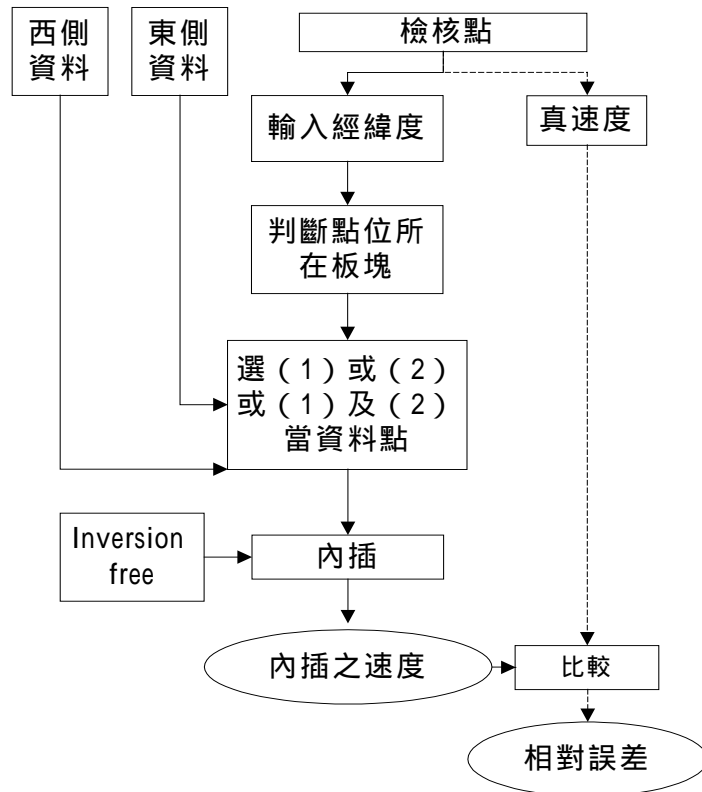 西側
資料
東側
資料
檢核點
輸入經緯度
真速度
判斷點位所
在板塊
選（1）或（2）
或（1）及（2）
當資料點
Inversion
free
內插
內插之速度
比較
相對誤差